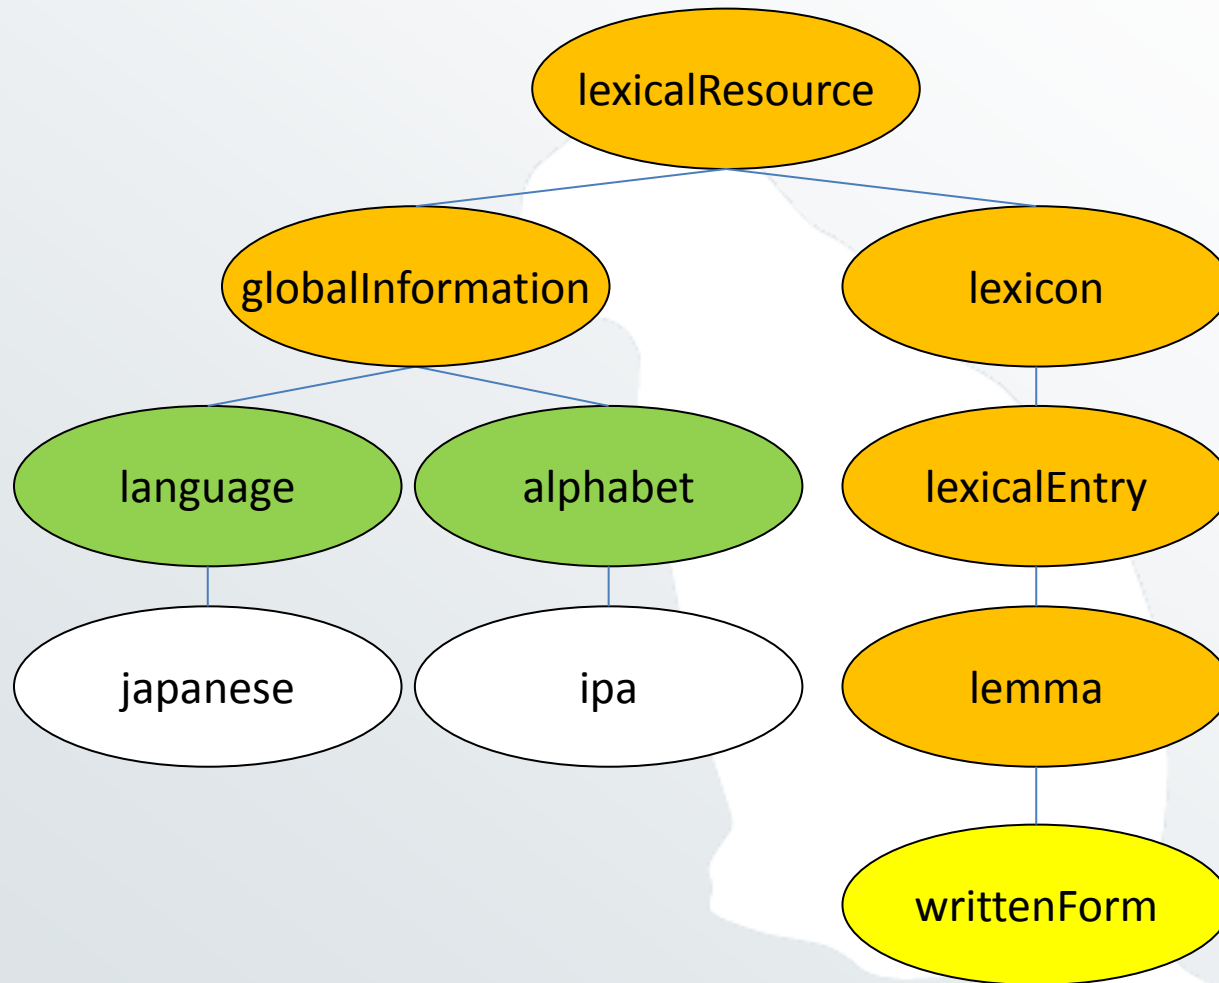 lexicalResource
globalInformation
lexicon
language
alphabet
lexicalEntry
japanese
ipa
lemma
writtenForm